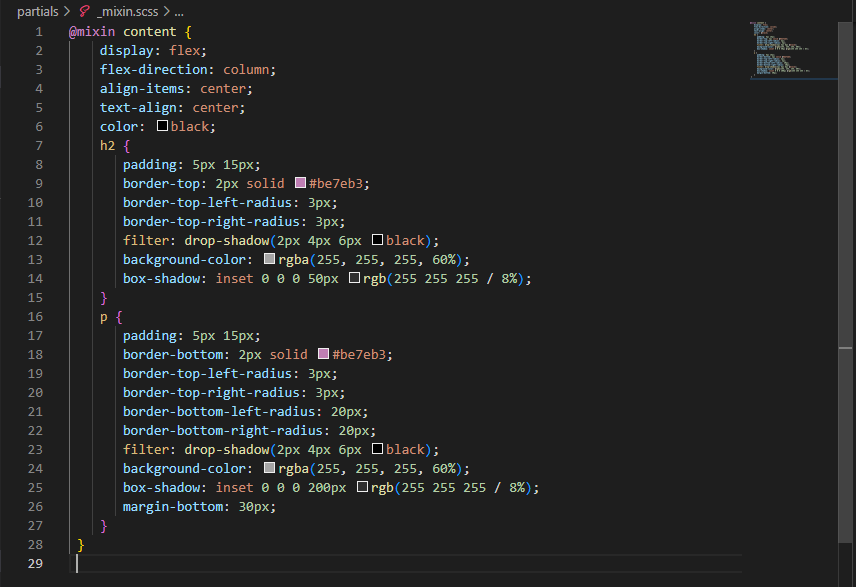 partials > _mixin.scss > ...
1 @mixin content {
2 display: flex;
3 flex-direction: column;
4 align-items: center;
5 text-align: center;
6 color: black;
7 h2 {
8 padding: 5px 15px;
9 border-top: 2px solid #be7eb3;
10 border-top-left-radius: 3px;
11 border-top-right-radius: 3px;
12 filter: drop-shadow(2px 4px 6px black);
13 background-color: rgba(255, 255, 255, 60%);
14 box-shadow: inset 0 0 0 50px rgb(255 255 255 / 8%);
15 }
16 p {
17 padding: 5px 15px;
18 border-bottom: 2px solid #be7eb3;
19 border-top-left-radius: 3px;
20 border-top-right-radius: 3px;
21 border-bottom-left-radius: 20px;
22 border-bottom-right-radius: 20px;
23 filter: drop-shadow(2px 4px 6px black);
24 background-color: rgba(255, 255, 255, 60%);
25 box-shadow: inset 0 0 0 200px rgb(255 255 255 / 8%);
26 margin-bottom: 30px;
27 }
28 }
29